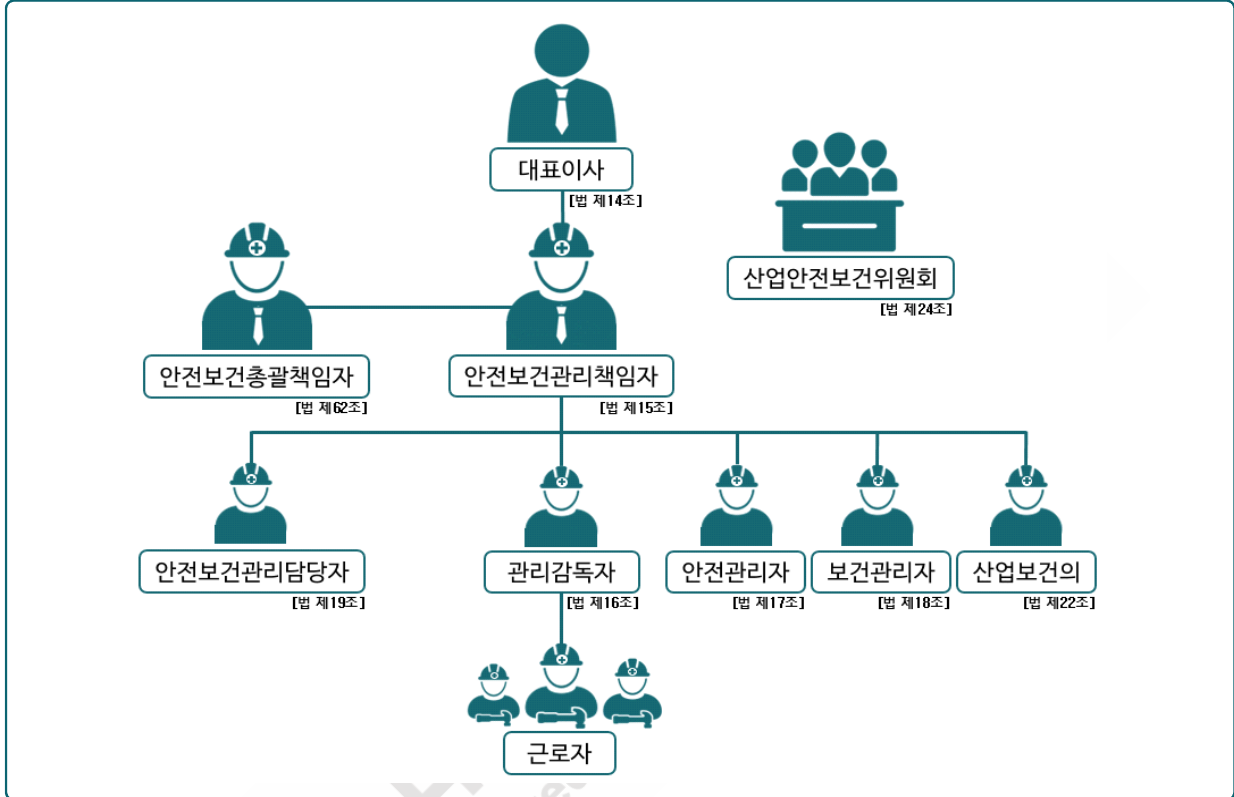 대표이사
[법 제14조]
산업안전보건위원회
[법 제24조]
안전보건총괄책임자
[법 제62조]
안전보건관리책임자
[법 제15조]
안전보건관리담당자
[법 제19조]
관리감독자
[법 제16조]
안전관리자
[법 제17조]
보건관리자
[법 제18조]
산업보건의
[법 제22조]
근로자